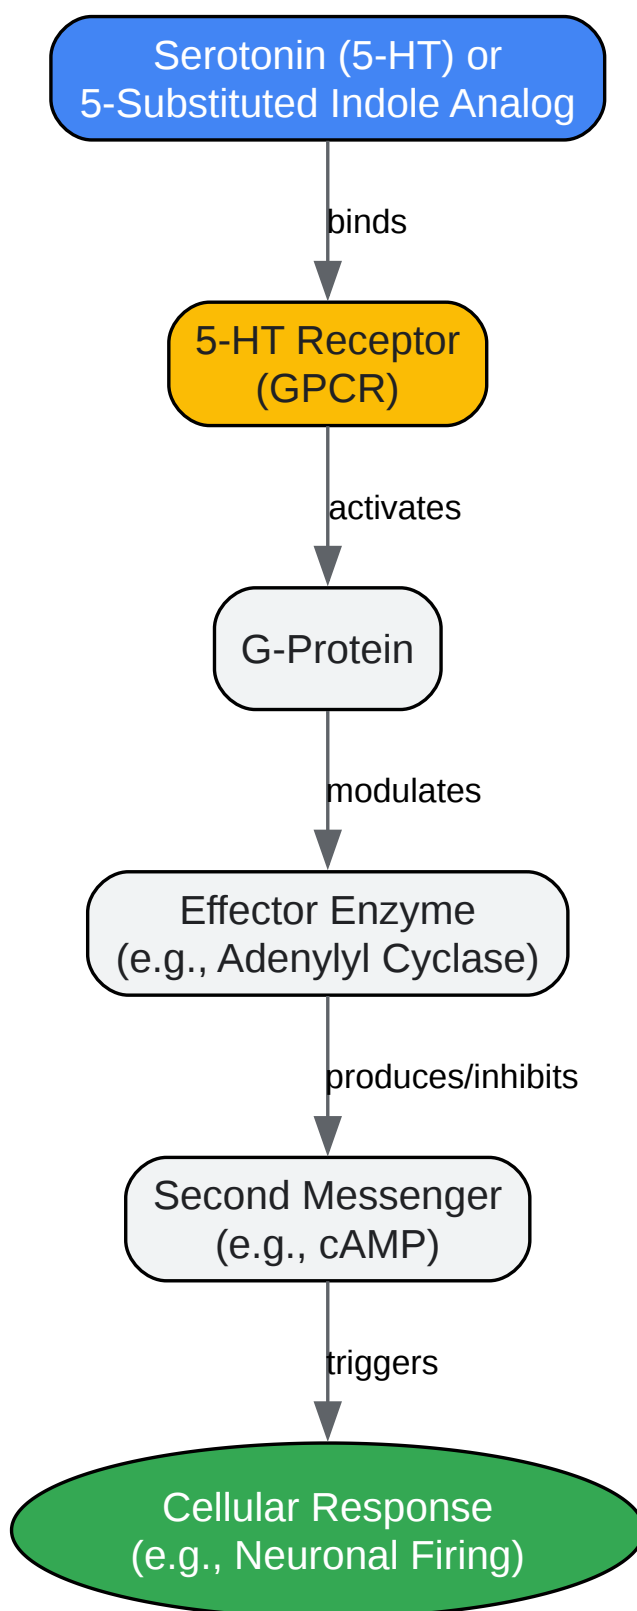 Serotonin (5-HT) or
5-Substituted Indole Analog
binds
5-HT Receptor
(GPCR)
activates
G-Protein
modulates
Effector Enzyme
(e.g., Adenylyl Cyclase)
produces/inhibits
Second Messenger
(e.g., cAMP)
triggers
Cellular Response
(e.g., Neuronal Firing)